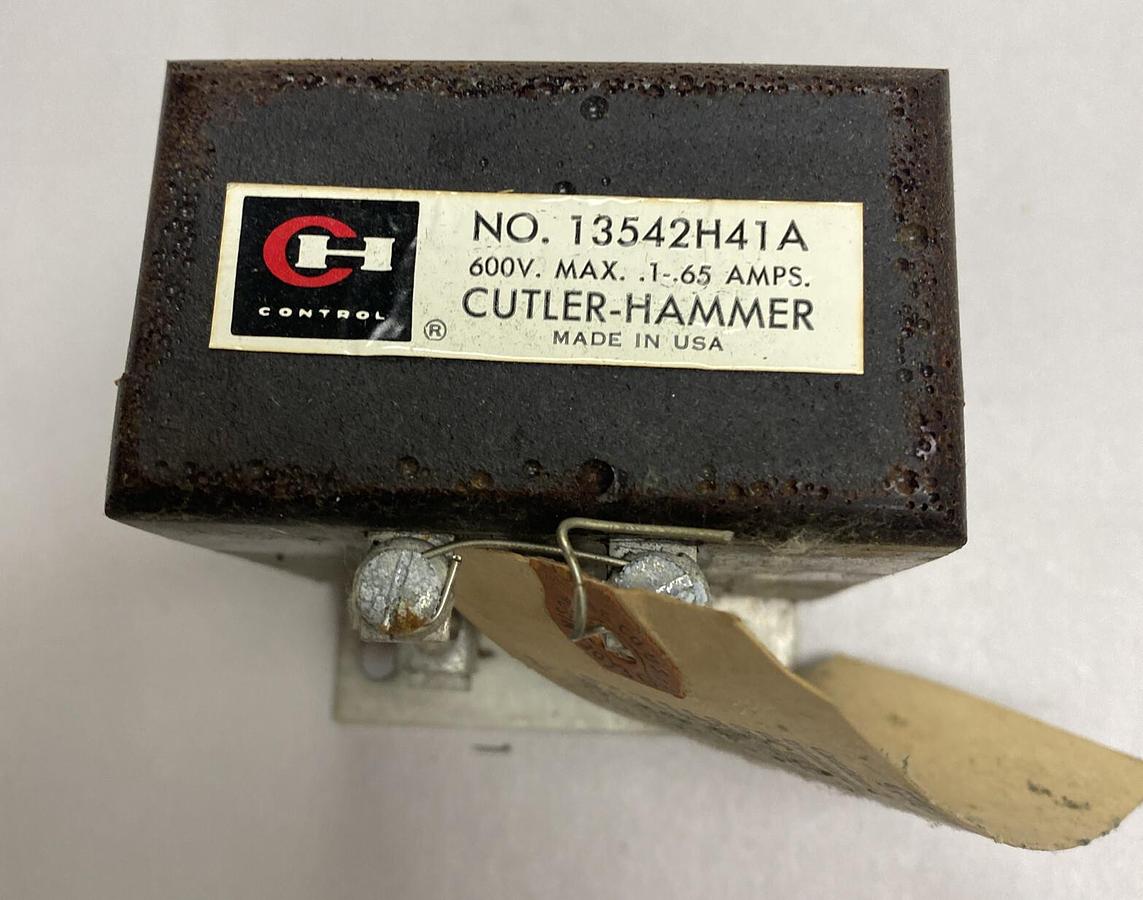 CH
CONTROL
®
NO. 13542H41A
600V. MAX. .1-.65 AMPS.
CUTLER-HAMMER
MADE IN USA